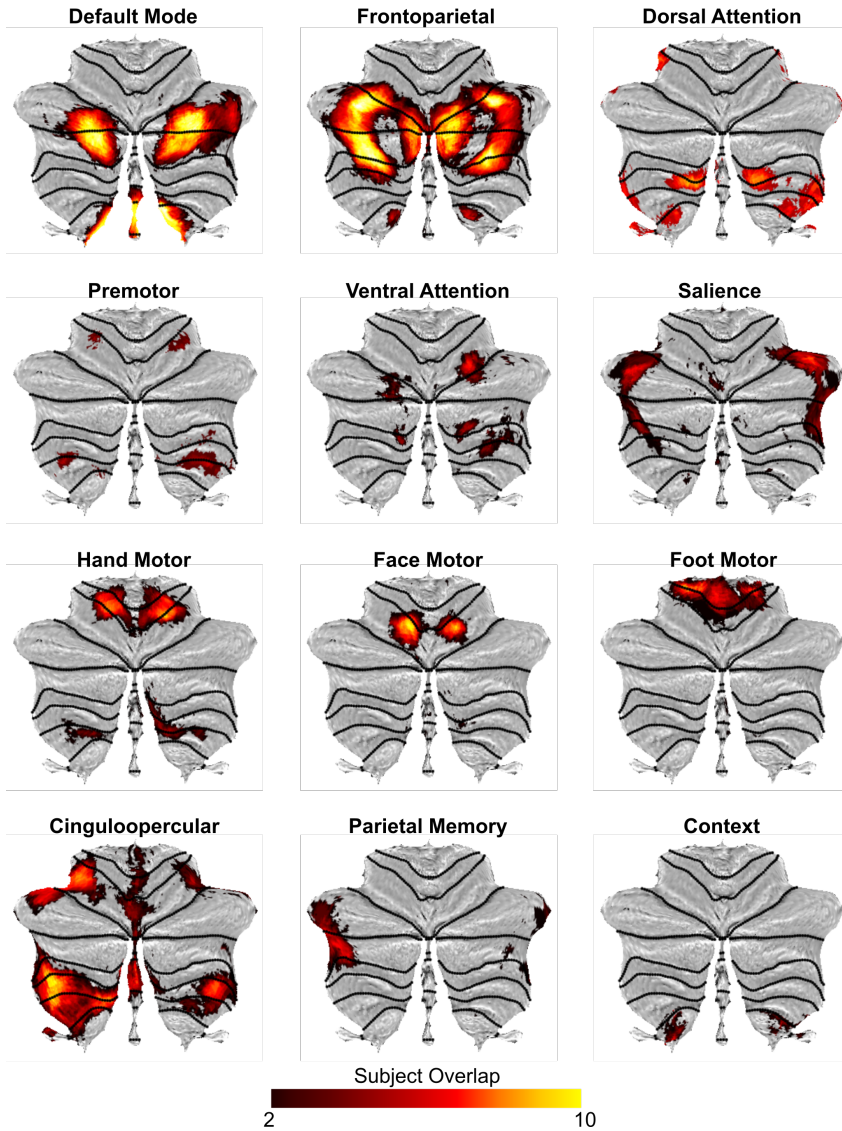 Default Mode
Frontoparietal
Dorsal Attention
Premotor
Ventral Attention
Salience
Hand Motor
Face Motor
Foot Motor
Cinguloopercular
Parietal Memory
Context
Subject Overlap
2
10